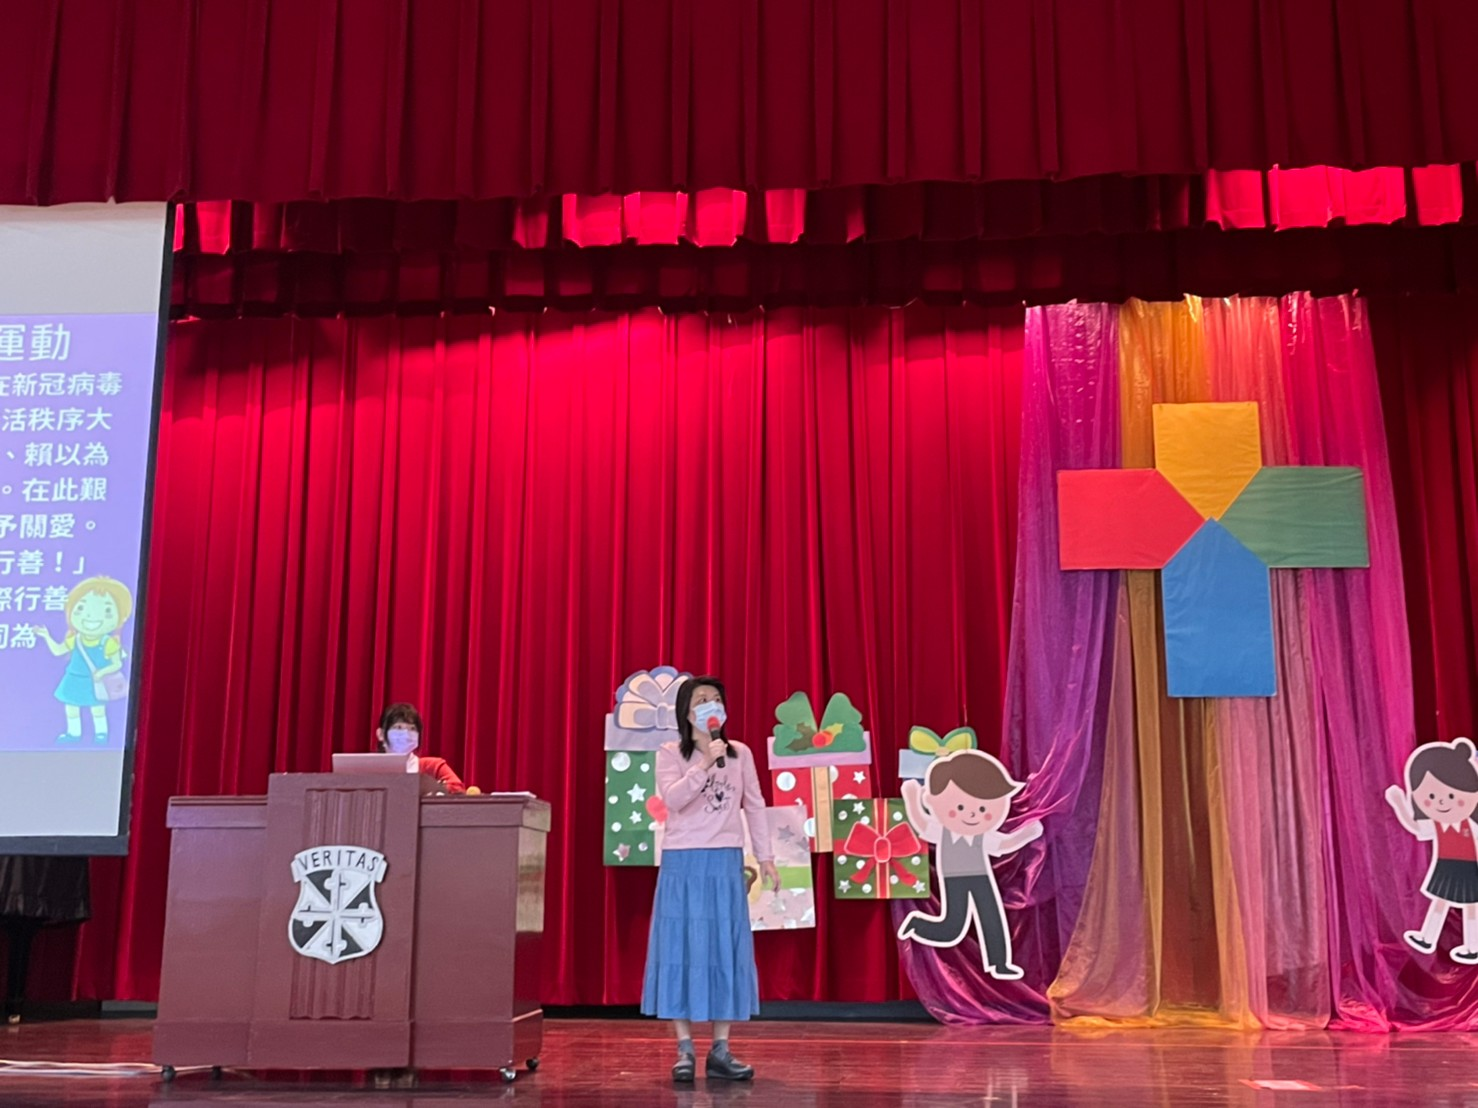 運動
在新冠病毒
活秩序大
、賴以為
。在此艱
予關愛。
行善！」
際行善
同為
VERITAS